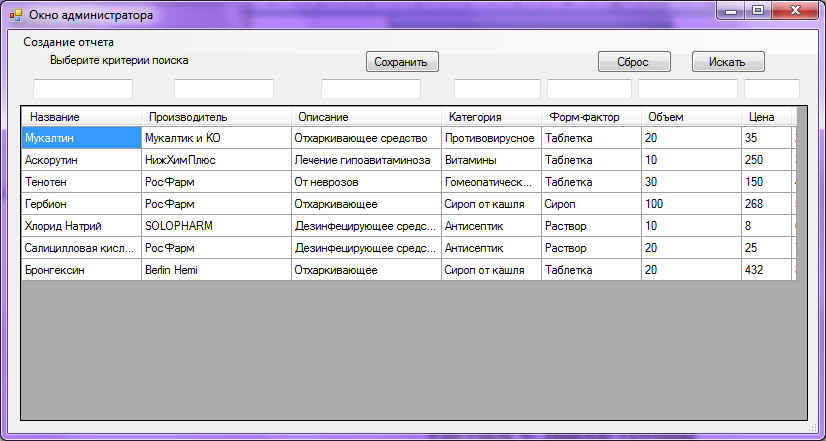 Окно администратора
Создание отчета
Выберите критерии поиска Сохранить Сброс Искать
Название Производитель Описание Категория Форм-фактор Объем Цена
Мукалтин Мукалтик и КО Отхаркивающее средство Противовирусное Таблетка 20 35
Аскорутин НижХимПлюс Лечение гипоавитаминоза Витамины Таблетка 10 250
Тенотен РосФарм От неврозов Гомеопатическ... Таблетка 30 150
Гербион РосФарм Отхаркивающее Сироп от кашля Сироп 100 268
Хлорид Натрий SOLOPHARM Дезинфецирующее средс... Антисептик Раствор 10 8
Салицилловая кисл... РосФарм Дезинфецирующее средс... Антисептик Раствор 20 25
Бронгексин Berlin Hemi Отхаркивающее Сироп от кашля Таблетка 20 432